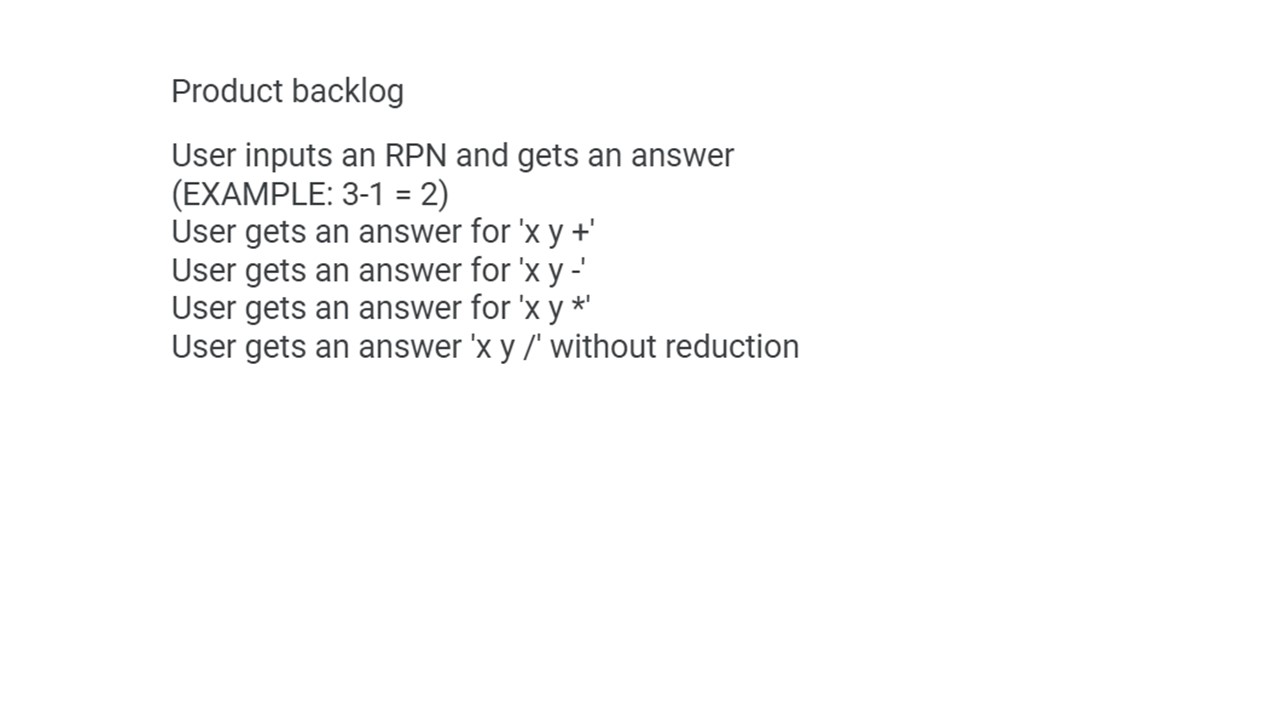 Product backlog
User inputs an RPN and gets an answer
(EXAMPLE: 3-1 = 2)
User gets an answer for 'x y +'
User gets an answer for 'x y -'
User gets an answer for 'x y *'
User gets an answer 'x y /' without reduction